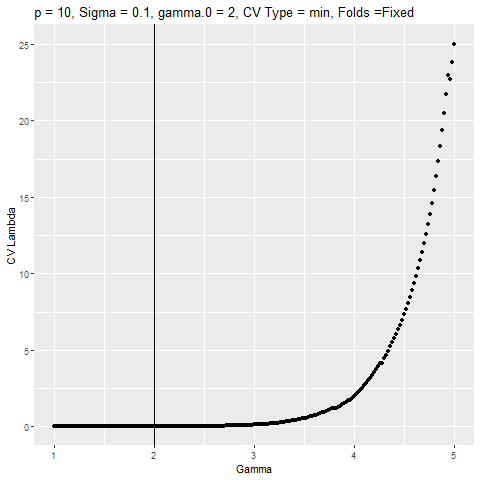 p = 10, Sigma = 0.1, gamma.0 = 2, CV Type = min, Folds =Fixed
25
20
15
10
5
0
CV Lambda
1 2 3 4 5
Gamma